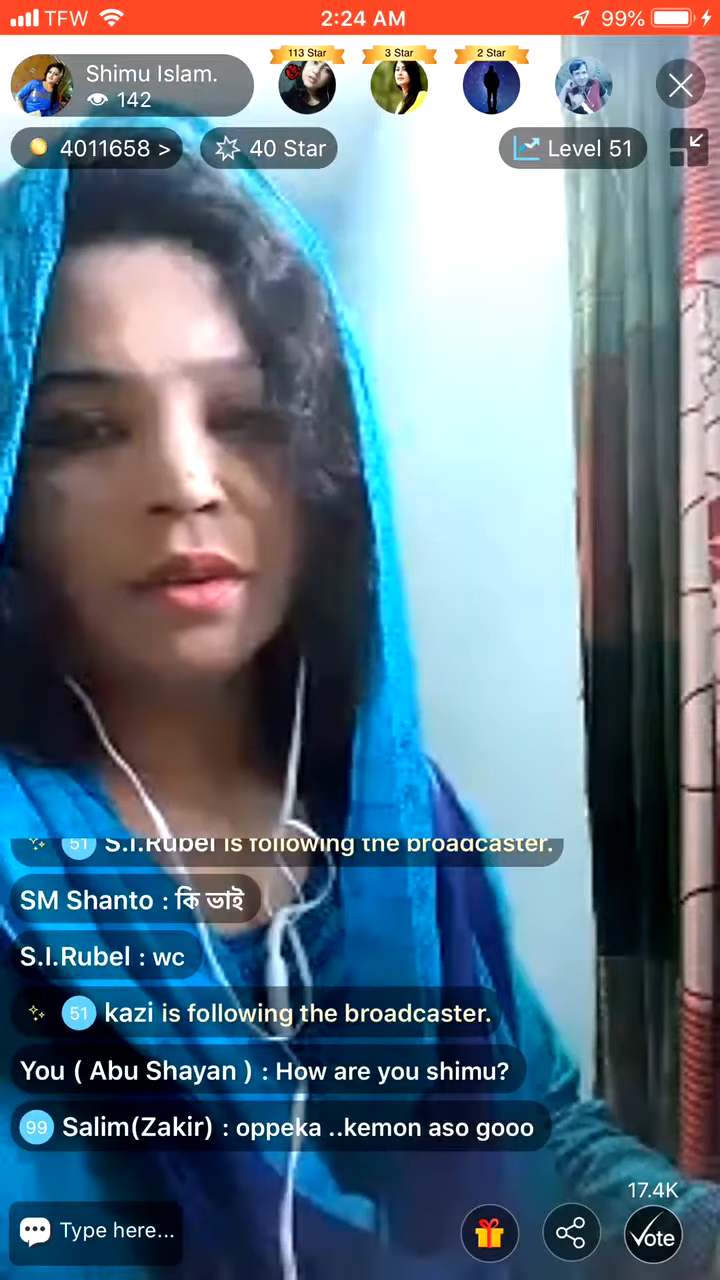 TFW 2:24 AM 99%
113 Star 3 Star 2 Star
Shimu Islam.
142
4011658 > 40 Star Level 51
51 S.I.Rubel is following the broadcaster.
SM Shanto : কি ভাই
S.I.Rubel : wc
51 kazi is following the broadcaster.
You ( Abu Shayan ) : How are you shimu?
99 Salim(Zakir) : oppeka ..kemon aso gooo
17.4K
Type here... Vote